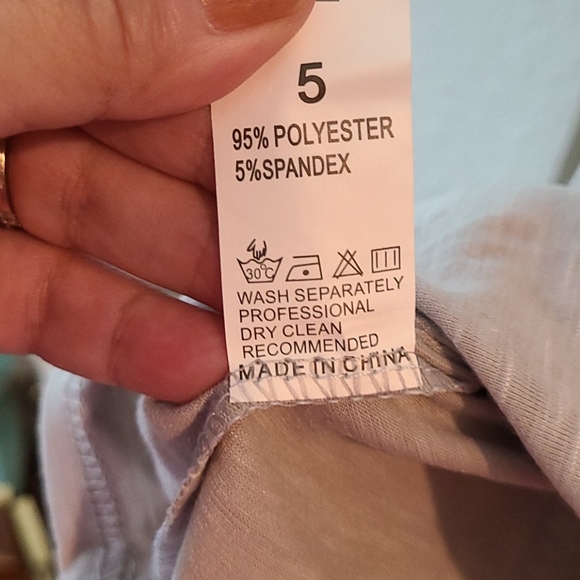 5
95% POLYESTER
5%SPANDEX
30°C
WASH SEPARATELY
PROFESSIONAL
DRY CLEAN
RECOMMENDED
MADE IN CHINA